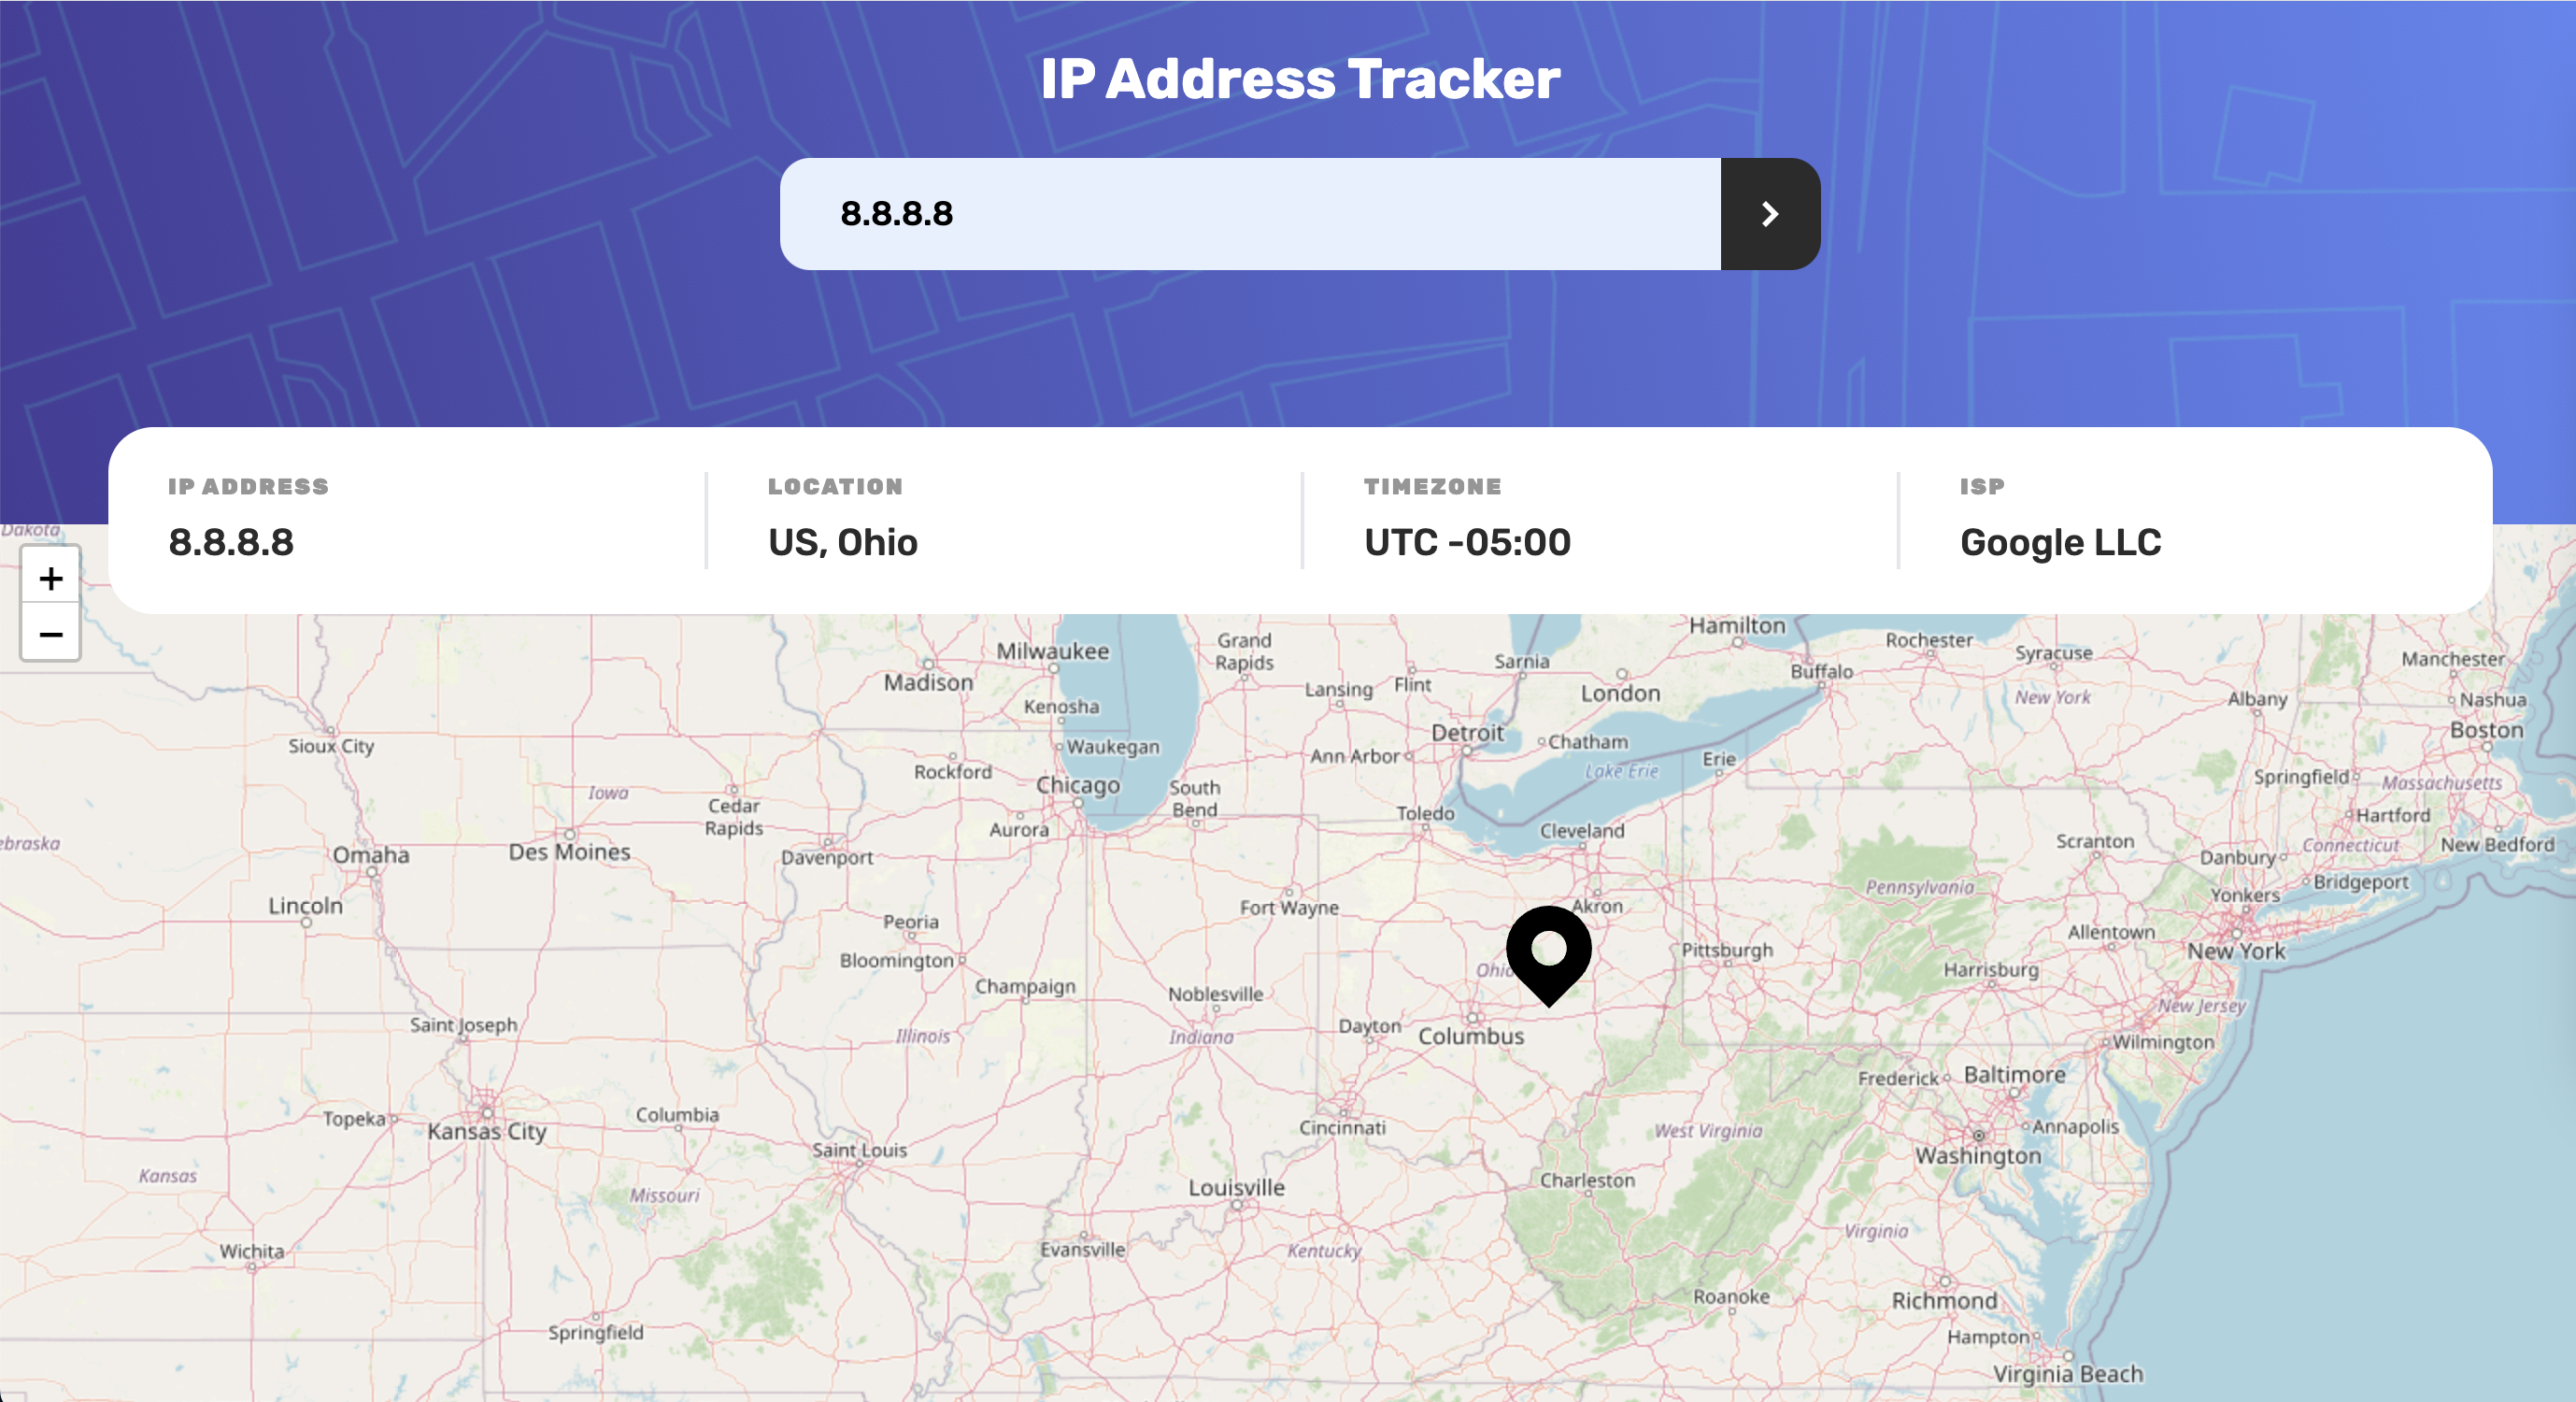 IP Address Tracker
8.8.8.8
IP ADDRESS
8.8.8.8
LOCATION
US, Ohio
TIMEZONE
UTC -05:00
ISP
Google LLC
Dakota
+
−
Hamilton
Rochester
Milwaukee
Grand
Rapids
Sarnia
Syracuse
Manchester
Madison
Lansing
Flint
London
Buffalo
New York
Albany
Nashua
Kenosha
Detroit
Boston
Sioux City
Waukegan
Ann Arbor
Chatham
Erie
Rockford
Lake Erie
Springfield
Massachusetts
Iowa
Cedar
Rapids
Chicago
South
Bend
Aurora
Toledo
Cleveland
Hartford
ebraska
Omaha
Des Moines
Davenport
Scranton
Danbury
Connecticut
New Bedford
Pennsylvania
Bridgeport
Yonkers
Lincoln
Peoria
Fort Wayne
Akron
Allentown
Bloomington
Pittsburgh
New York
Champaign
Noblesville
Ohio
Harrisburg
Saint Joseph
Illinois
Indiana
Dayton
Columbus
New Jersey
Wilmington
Frederick
Baltimore
Topeka
Kansas City
Columbia
Cincinnati
West Virginia
Annapolis
Saint Louis
Washington
Kansas
Missouri
Louisville
Charleston
Wichita
Evansville
Kentucky
Virginia
Springfield
Roanoke
Richmond
Hampton
Virginia Beach